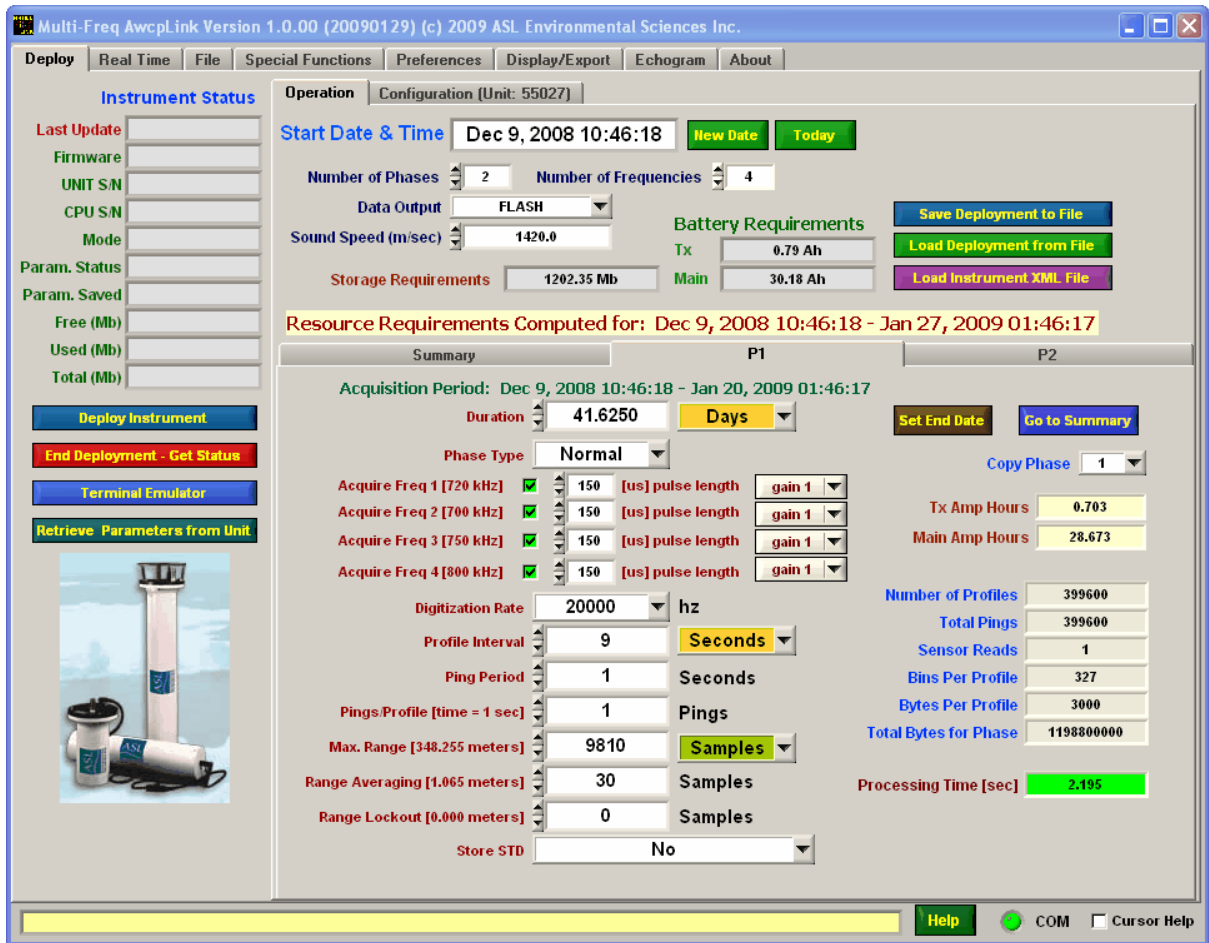 Multi-Freq AwcpLink Version 1.0.00 (20090129) (c) 2009 ASL Environmental Sciences Inc.
Deploy Real Time File Special Functions Preferences Display/Export Echogram About
Instrument Status
Last Update
Firmware
UNIT S/N
CPU S/N
Mode
Param. Status
Param. Saved
Free (Mb)
Used (Mb)
Total (Mb)
Deploy Instrument
End Deployment - Get Status
Terminal Emulator
Retrieve Parameters from Unit
ASL
Operation Configuration (Unit: 55027)
Start Date & Time Dec 9, 2008 10:46:18 New Date Today
Number of Phases 2 Number of Frequencies 4
Data Output FLASH
Sound Speed (m/sec) 1420.0
Storage Requirements 1202.35 Mb
Battery Requirements
Tx 0.79 Ah
Main 30.18 Ah
Save Deployment to File
Load Deployment from File
Load Instrument XML File
Resource Requirements Computed for: Dec 9, 2008 10:46:18 - Jan 27, 2009 01:46:17
Summary P1 P2
Acquisition Period: Dec 9, 2008 10:46:18 - Jan 20, 2009 01:46:17
Duration 41.6250 Days
Phase Type Normal
Acquire Freq 1 [720 kHz] 150 [us] pulse length gain 1
Acquire Freq 2 [700 kHz] 150 [us] pulse length gain 1
Acquire Freq 3 [750 kHz] 150 [us] pulse length gain 1
Acquire Freq 4 [800 kHz] 150 [us] pulse length gain 1
Digitization Rate 20000 hz
Profile Interval 9 Seconds
Ping Period 1 Seconds
Pings/Profile [time = 1 sec] 1 Pings
Max. Range [348.255 meters] 9810 Samples
Range Averaging [1.065 meters] 30 Samples
Range Lockout [0.000 meters] 0 Samples
Store STD No
Set End Date Go to Summary
Copy Phase 1
Tx Amp Hours 0.703
Main Amp Hours 28.673
Number of Profiles 399600
Total Pings 399600
Sensor Reads 1
Bins Per Profile 327
Bytes Per Profile 3000
Total Bytes for Phase 1198800000
Processing Time [sec] 2.195
Help COM Cursor Help